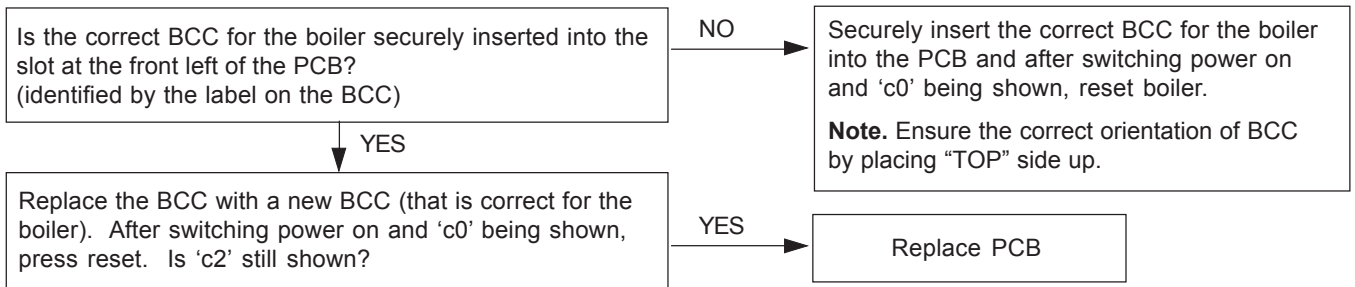 Is the correct BCC for the boiler securely inserted into the
slot at the front left of the PCB?
(identified by the label on the BCC)
NO
Securely insert the correct BCC for the boiler
into the PCB and after switching power on
and ‘c0’ being shown, reset boiler.
Note. Ensure the correct orientation of BCC
by placing “TOP” side up.
YES
Replace the BCC with a new BCC (that is correct for the
boiler). After switching power on and ‘c0’ being shown,
press reset. Is ‘c2’ still shown?
YES
Replace PCB